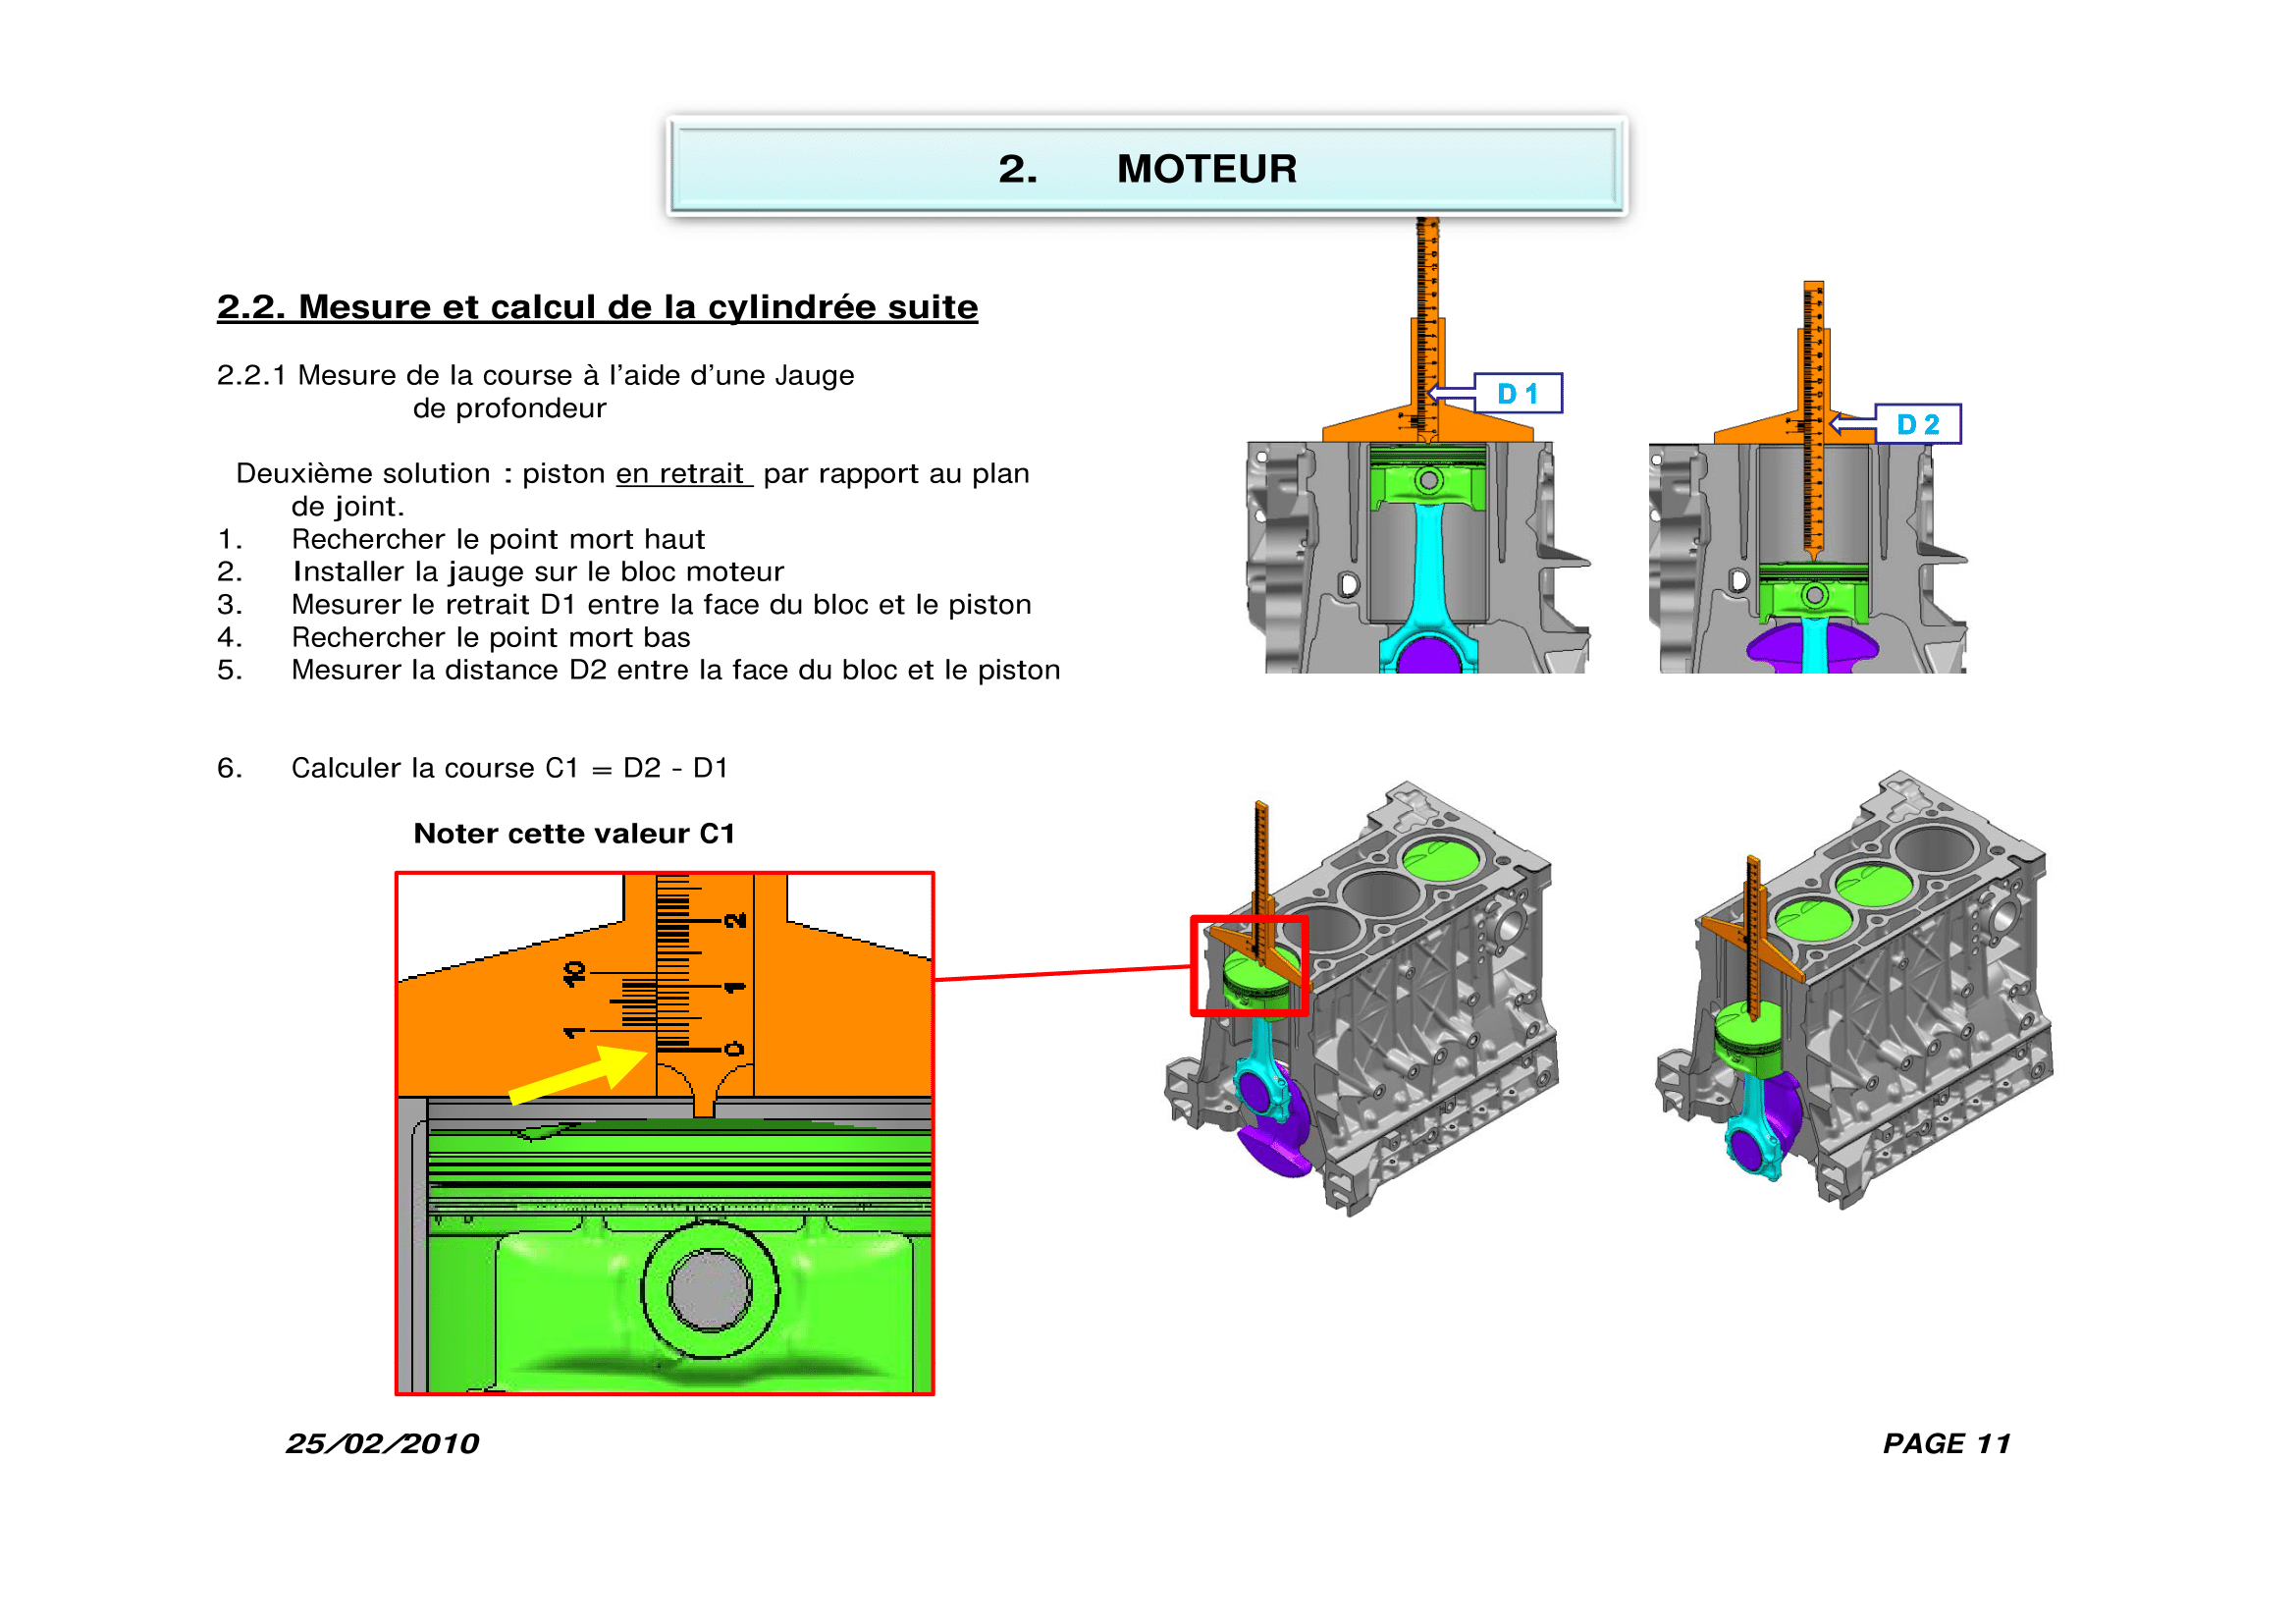 2. MOTEUR
2.2. Mesure et calcul de la cylindrée suite
2.2.1 Mesure de la course à l'aide d'une Jauge
de profondeur
Deuxième solution : piston en retrait par rapport au plan
de joint.
1. Rechercher le point mort haut
2. Installer la jauge sur le bloc moteur
3. Mesurer le retrait D1 entre la face du bloc et le piston
4. Rechercher le point mort bas
5. Mesurer la distance D2 entre la face du bloc et le piston
6. Calculer la course C1 = D2 - D1
Noter cette valeur C1
D 1
D 2
2
10
1
1
0
25/02/2010
PAGE 11